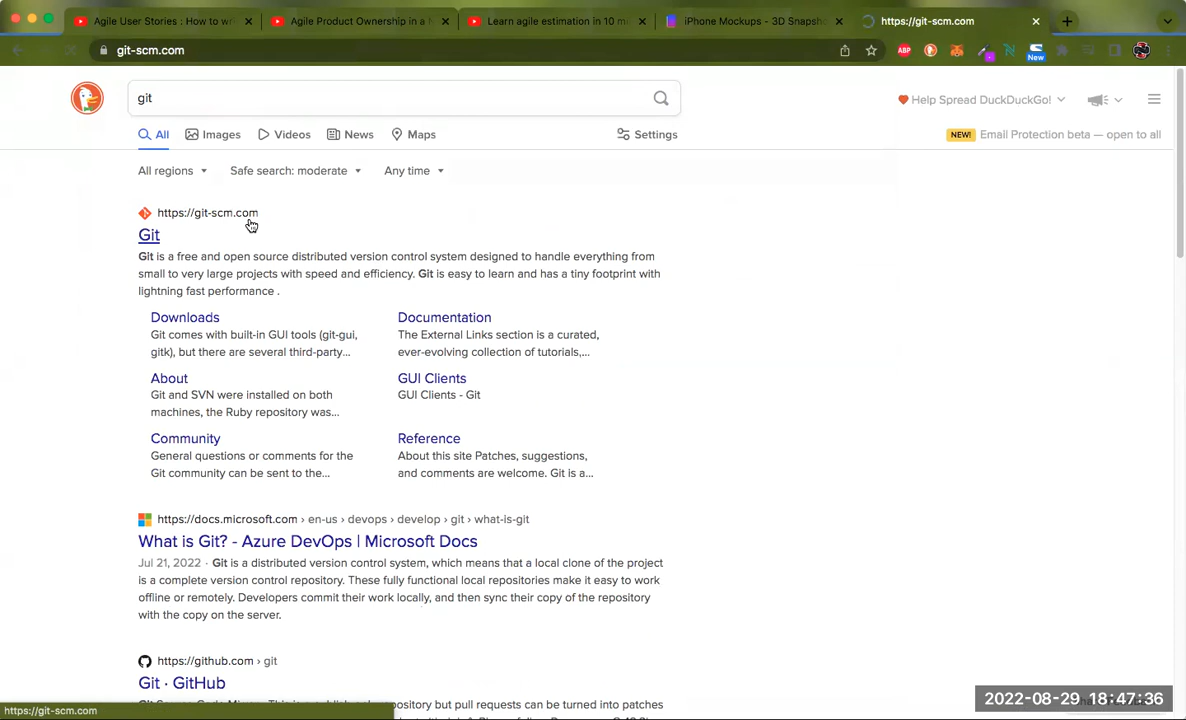 Agile User Stories : How to wri
Agile Product Ownership in a N
Learn agile estimation in 10 m
iPhone Mockups - 3D Snapsho
https://git-scm.com
git-scm.com
ABP
New
git
Help Spread DuckDuckGo!
All
Images
Videos
News
Maps
Settings
NEW! Email Protection beta — open to all
All regions
Safe search: moderate
Any time
https://git-scm.com
Git
Git is a free and open source distributed version control system designed to handle everything from
small to very large projects with speed and efficiency. Git is easy to learn and has a tiny footprint with
lightning fast performance .
Downloads
Git comes with built-in GUI tools (git-gui,
gitk), but there are several third-party...
Documentation
The External Links section is a curated,
ever-evolving collection of tutorials,...
About
Git and SVN were installed on both
machines, the Ruby repository was...
GUI Clients
GUI Clients - Git
Community
General questions or comments for the
Git community can be sent to the...
Reference
About this site Patches, suggestions,
and comments are welcome. Git is a...
https://docs.microsoft.com › en-us › devops › develop › git › what-is-git
What is Git? - Azure DevOps | Microsoft Docs
Jul 21, 2022 · Git is a distributed version control system, which means that a local clone of the project
is a complete version control repository. These fully functional local repositories make it easy to work
offline or remotely. Developers commit their work locally, and then sync their copy of the repository
with the copy on the server.
https://github.com › git
Git · GitHub
repository but pull requests can be turned into patches
https://git-scm.com
2022-08-29 18:47:36